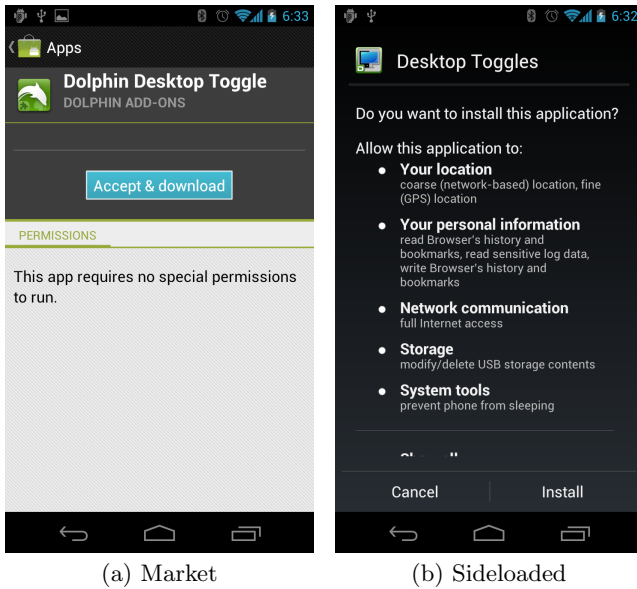 6:33
Apps
Dolphin Desktop Toggle
DOLPHIN ADD-ONS
Accept & download
PERMISSIONS
This app requires no special permissions
to run.
(a) Market
6:32
Desktop Toggles
Do you want to install this application?
Allow this application to:
Your location
coarse (network-based) location, fine
(GPS) location
Your personal information
read Browser's history and
bookmarks, read sensitive log data,
write Browser's history and
bookmarks
Network communication
full Internet access
Storage
modify/delete USB storage contents
System tools
prevent phone from sleeping
Cancel
Install
(b) Sideloaded